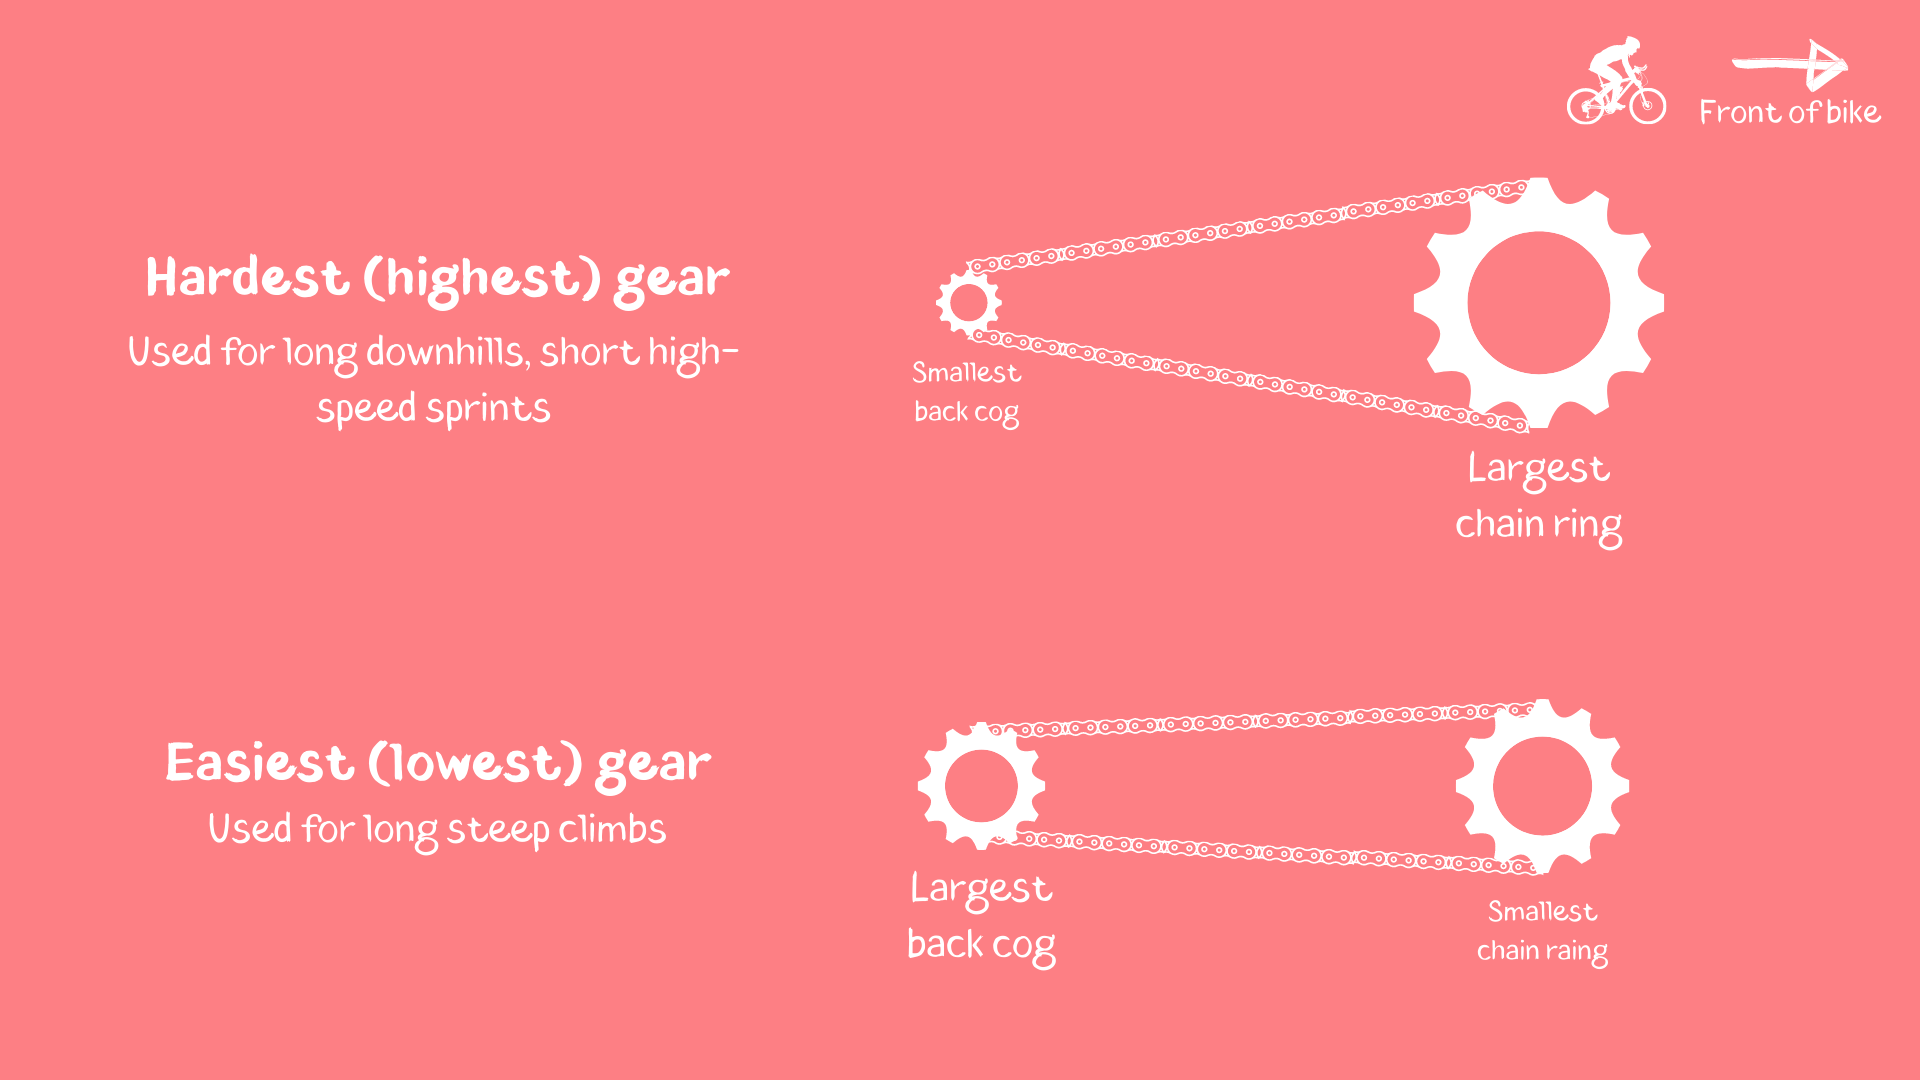 Front of bike
Hardest (highest) gear
Used for long downhills, short high-
speed sprints
Smallest
back cog
Largest
chain ring
Easiest (lowest) gear
Used for long steep climbs
Largest
back cog
Smallest
chain raing